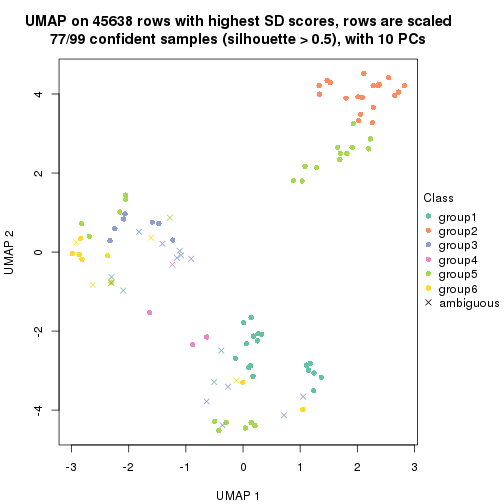 UMAP on 45638 rows with highest SD scores, rows are scaled
77/99 confident samples (silhouette > 0.5), with 10 PCs
4
2
0
-2
-4
UMAP 2
-3
-2
-1
0
1
2
3
UMAP 1
Class
group1
group2
group3
group4
group5
group6
ambiguous